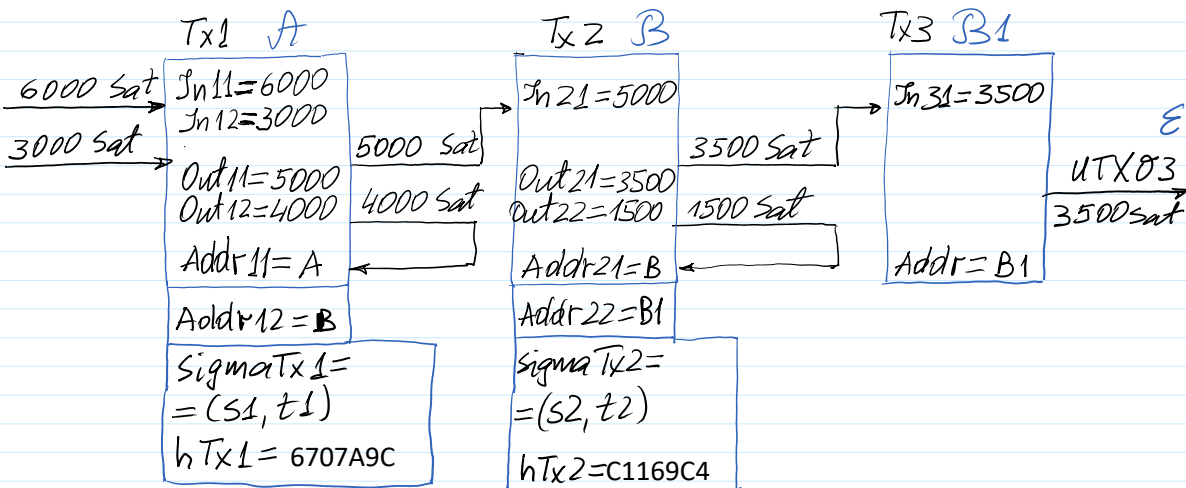 Tx1 A
6000 Sat
3000 Sat
In11=6000
In12=3000
Out11=5000
Out12=4000
Addr11= A
Addr12 = B
sigmaTx1=
=(S1, t1)
hTx1= 6707A9C
5000 Sat
4000 Sat
Tx2 B
In21=5000
Out21=3500
Out22=1500
Addr21=B
Addr22=B1
sigmaTx2=
=(S2, t2)
hTx2=C1169C4
3500 Sat
1500 Sat
Tx3 B1
In31=3500
Addr= B1
E
UTXO3
3500 Sat